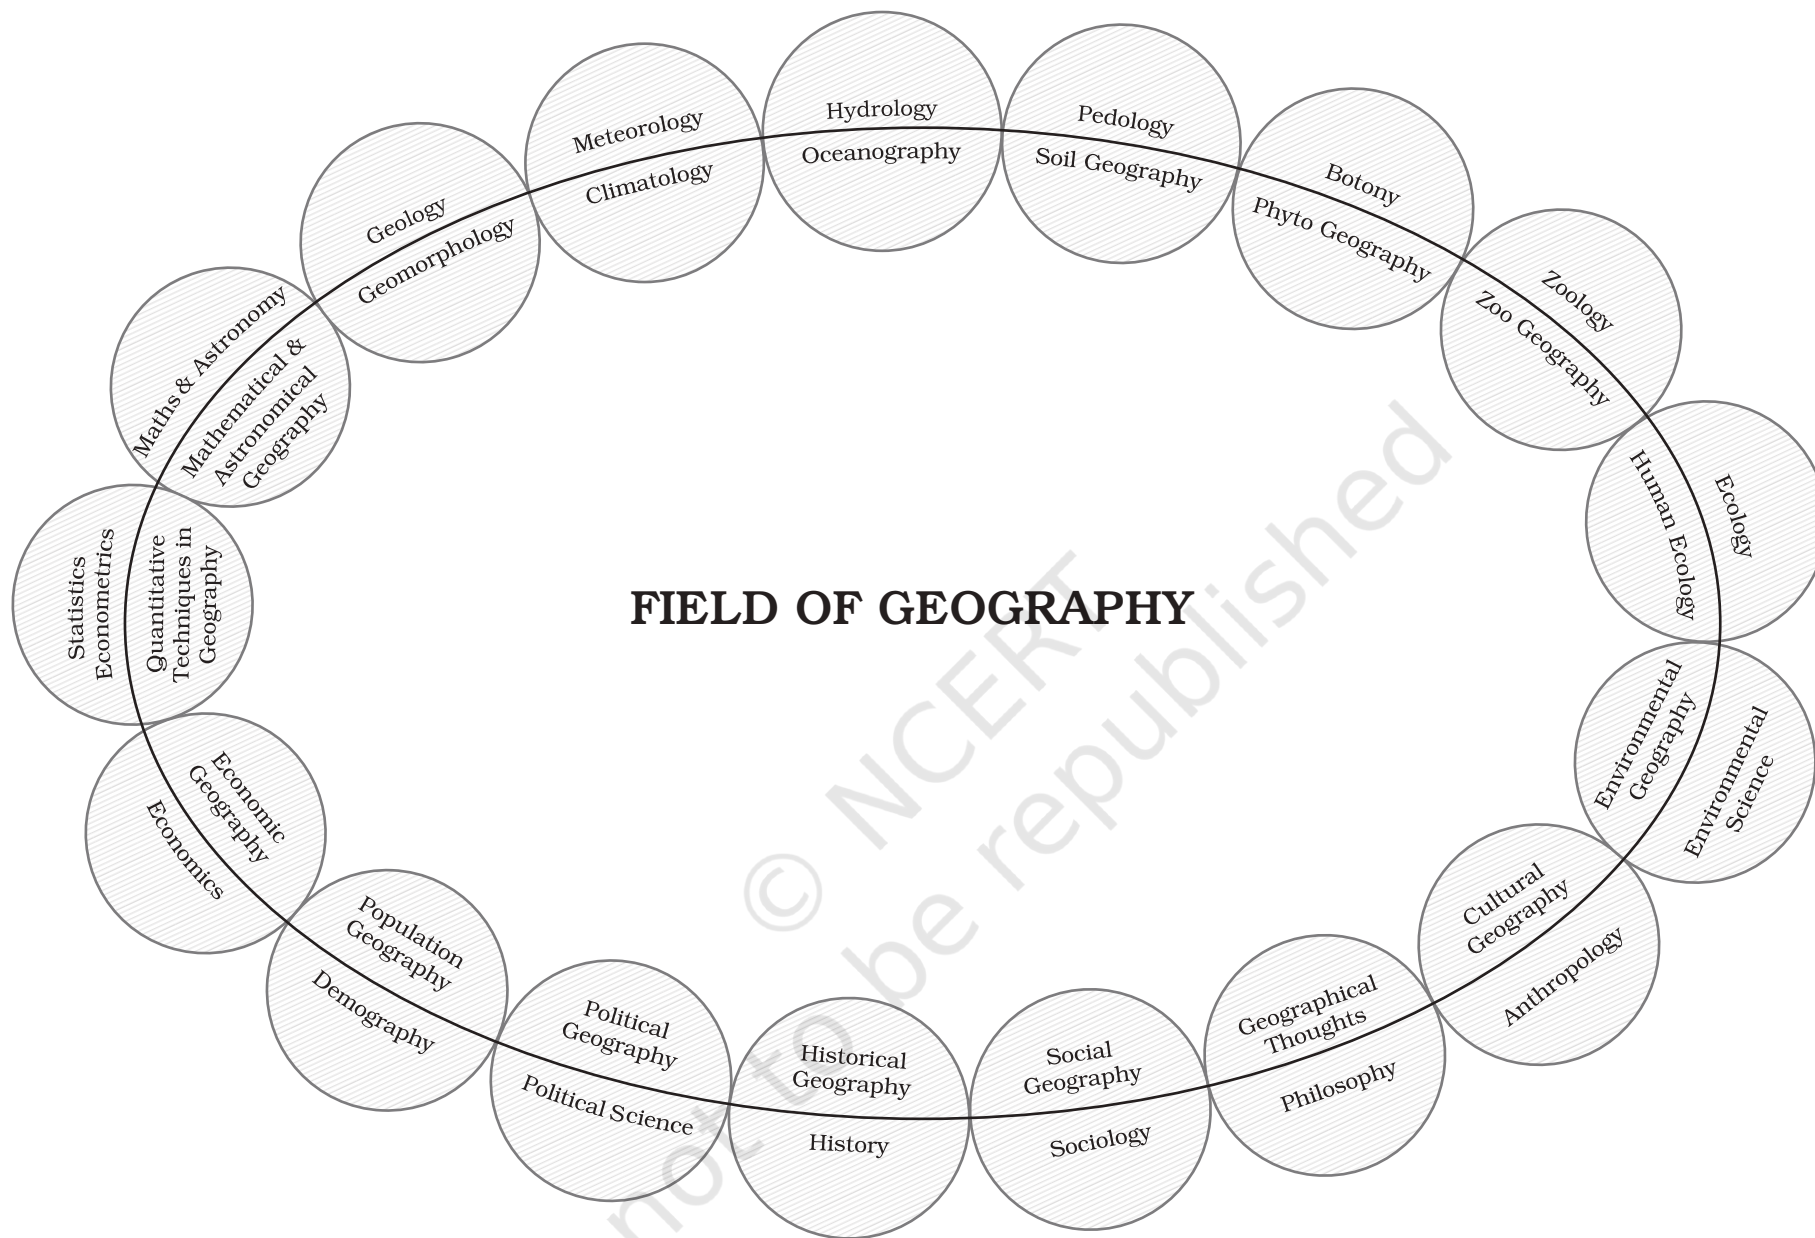 Hydrology
Oceanography
Pedology
Soil Geography
Botony
Phyto Geography
Zoology
Zoo Geography
Ecology
Human Ecology
Environmental
Geography
Environmental
Science
Cultural
Geography
Anthropology
Geographical
Thoughts
Philosophy
Social
Geography
Sociology
Historical
Geography
History
Political
Geography
Political Science
Population
Geography
Demography
Economic
Geography
Economics
Statistics
Econometrics
Quantitative
Techniques in
Geography
Maths & Astronomy
Mathematical &
Astronomical
Geography
Geology
Geomorphology
Meteorology
Climatology
FIELD OF GEOGRAPHY
© NCERT
not to be republished